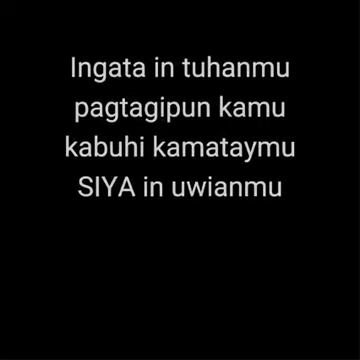 Ingata in tuhanmu
pagtagipun kamu
kabuhi kamataymu
SIYA in uwianmu